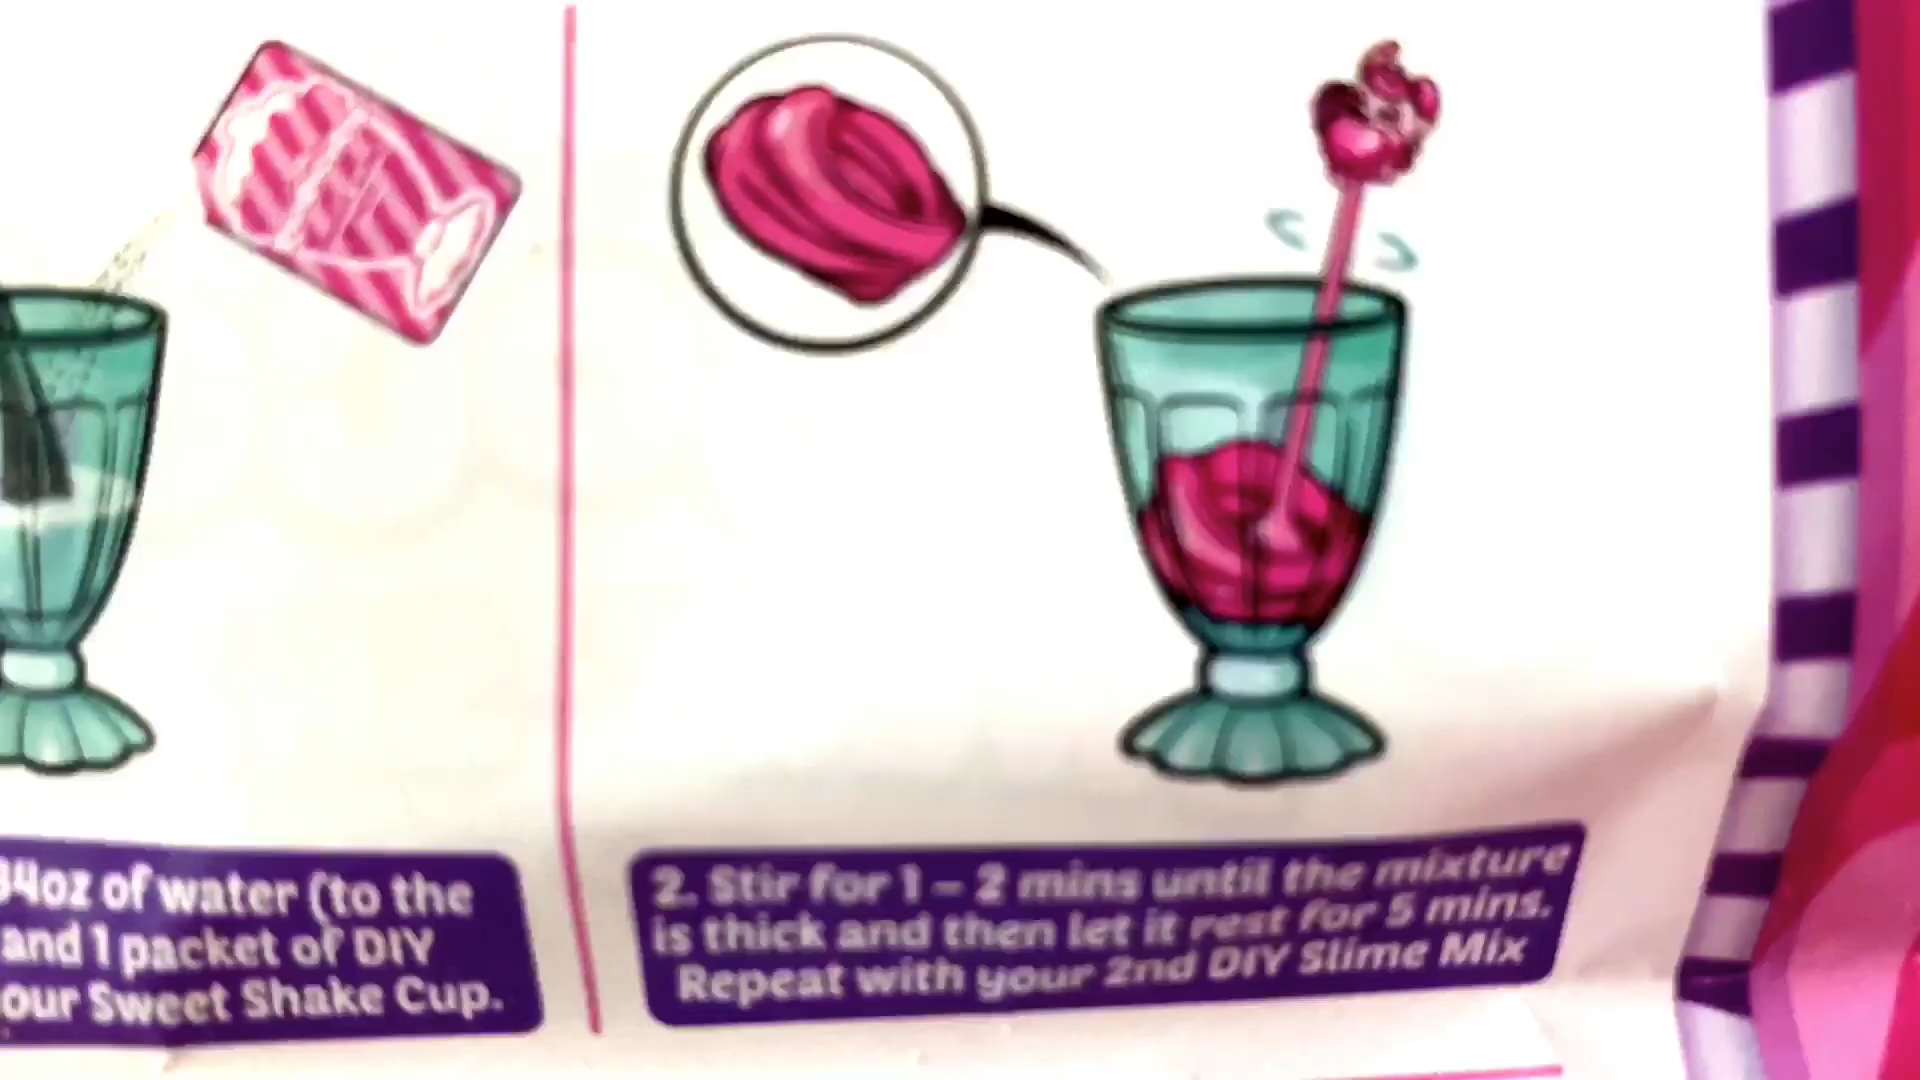 34oz of water (to the
and 1 packet of DIY
our Sweet Shake Cup.
2. Stir for 1 – 2 mins until the mixture
is thick and then let it rest for 5 mins.
Repeat with your 2nd DIY Slime Mix